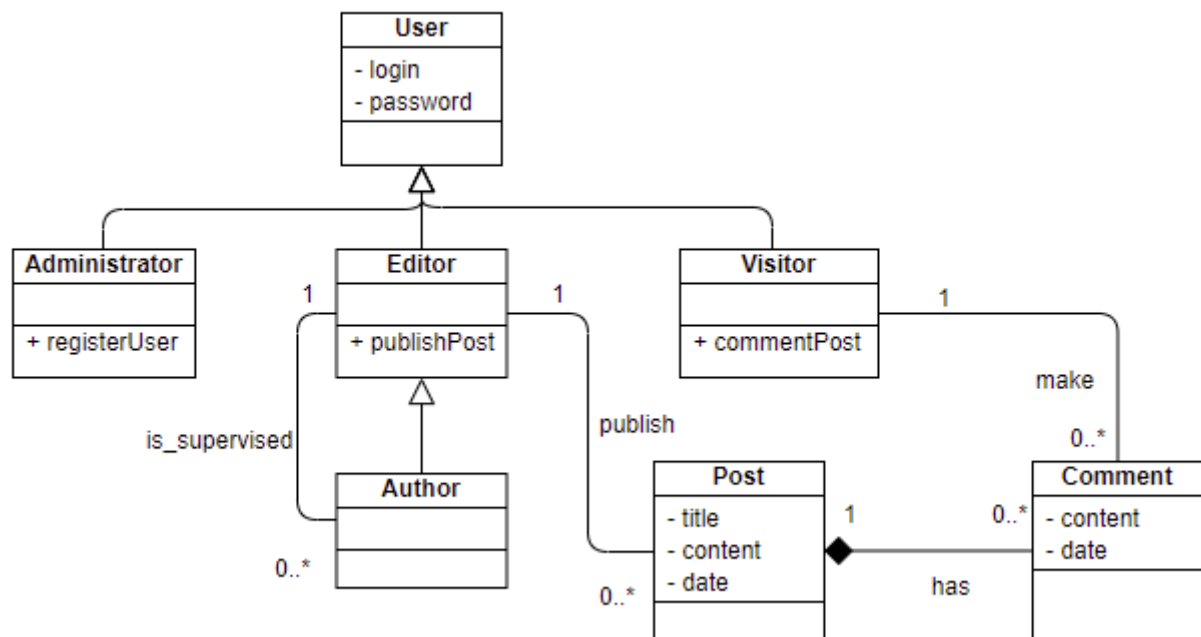 User
- login
- password
Administrator
+ registerUser
Editor
+ publishPost
Visitor
+ commentPost
1
1
1
is_supervised
publish
make
0..*
Author
0..*
Post
- title
- content
- date
0..*
1
0..*
has
Comment
- content
- date